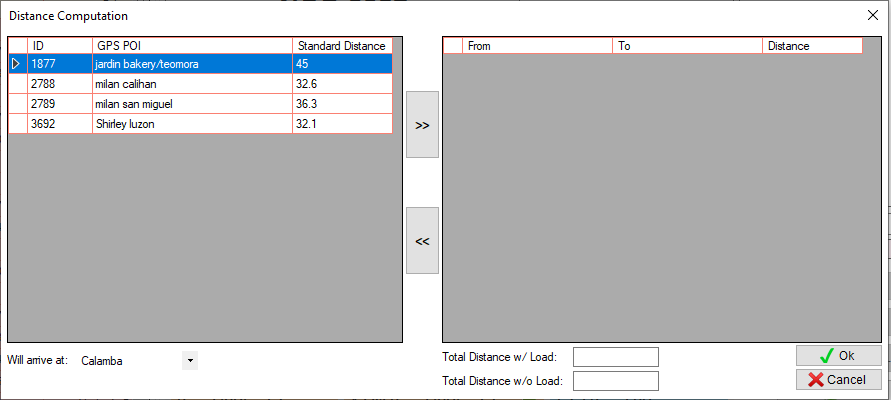 Distance Computation
ID GPS POI Standard Distance
1877 jardin bakery/teomora 45
2788 milan calihan 32.6
2789 milan san miguel 36.3
3692 Shirley luzon 32.1
>>
<<
From To Distance
Will arrive at: Calamba
Total Distance w/ Load:
Total Distance w/o Load:
Ok
Cancel